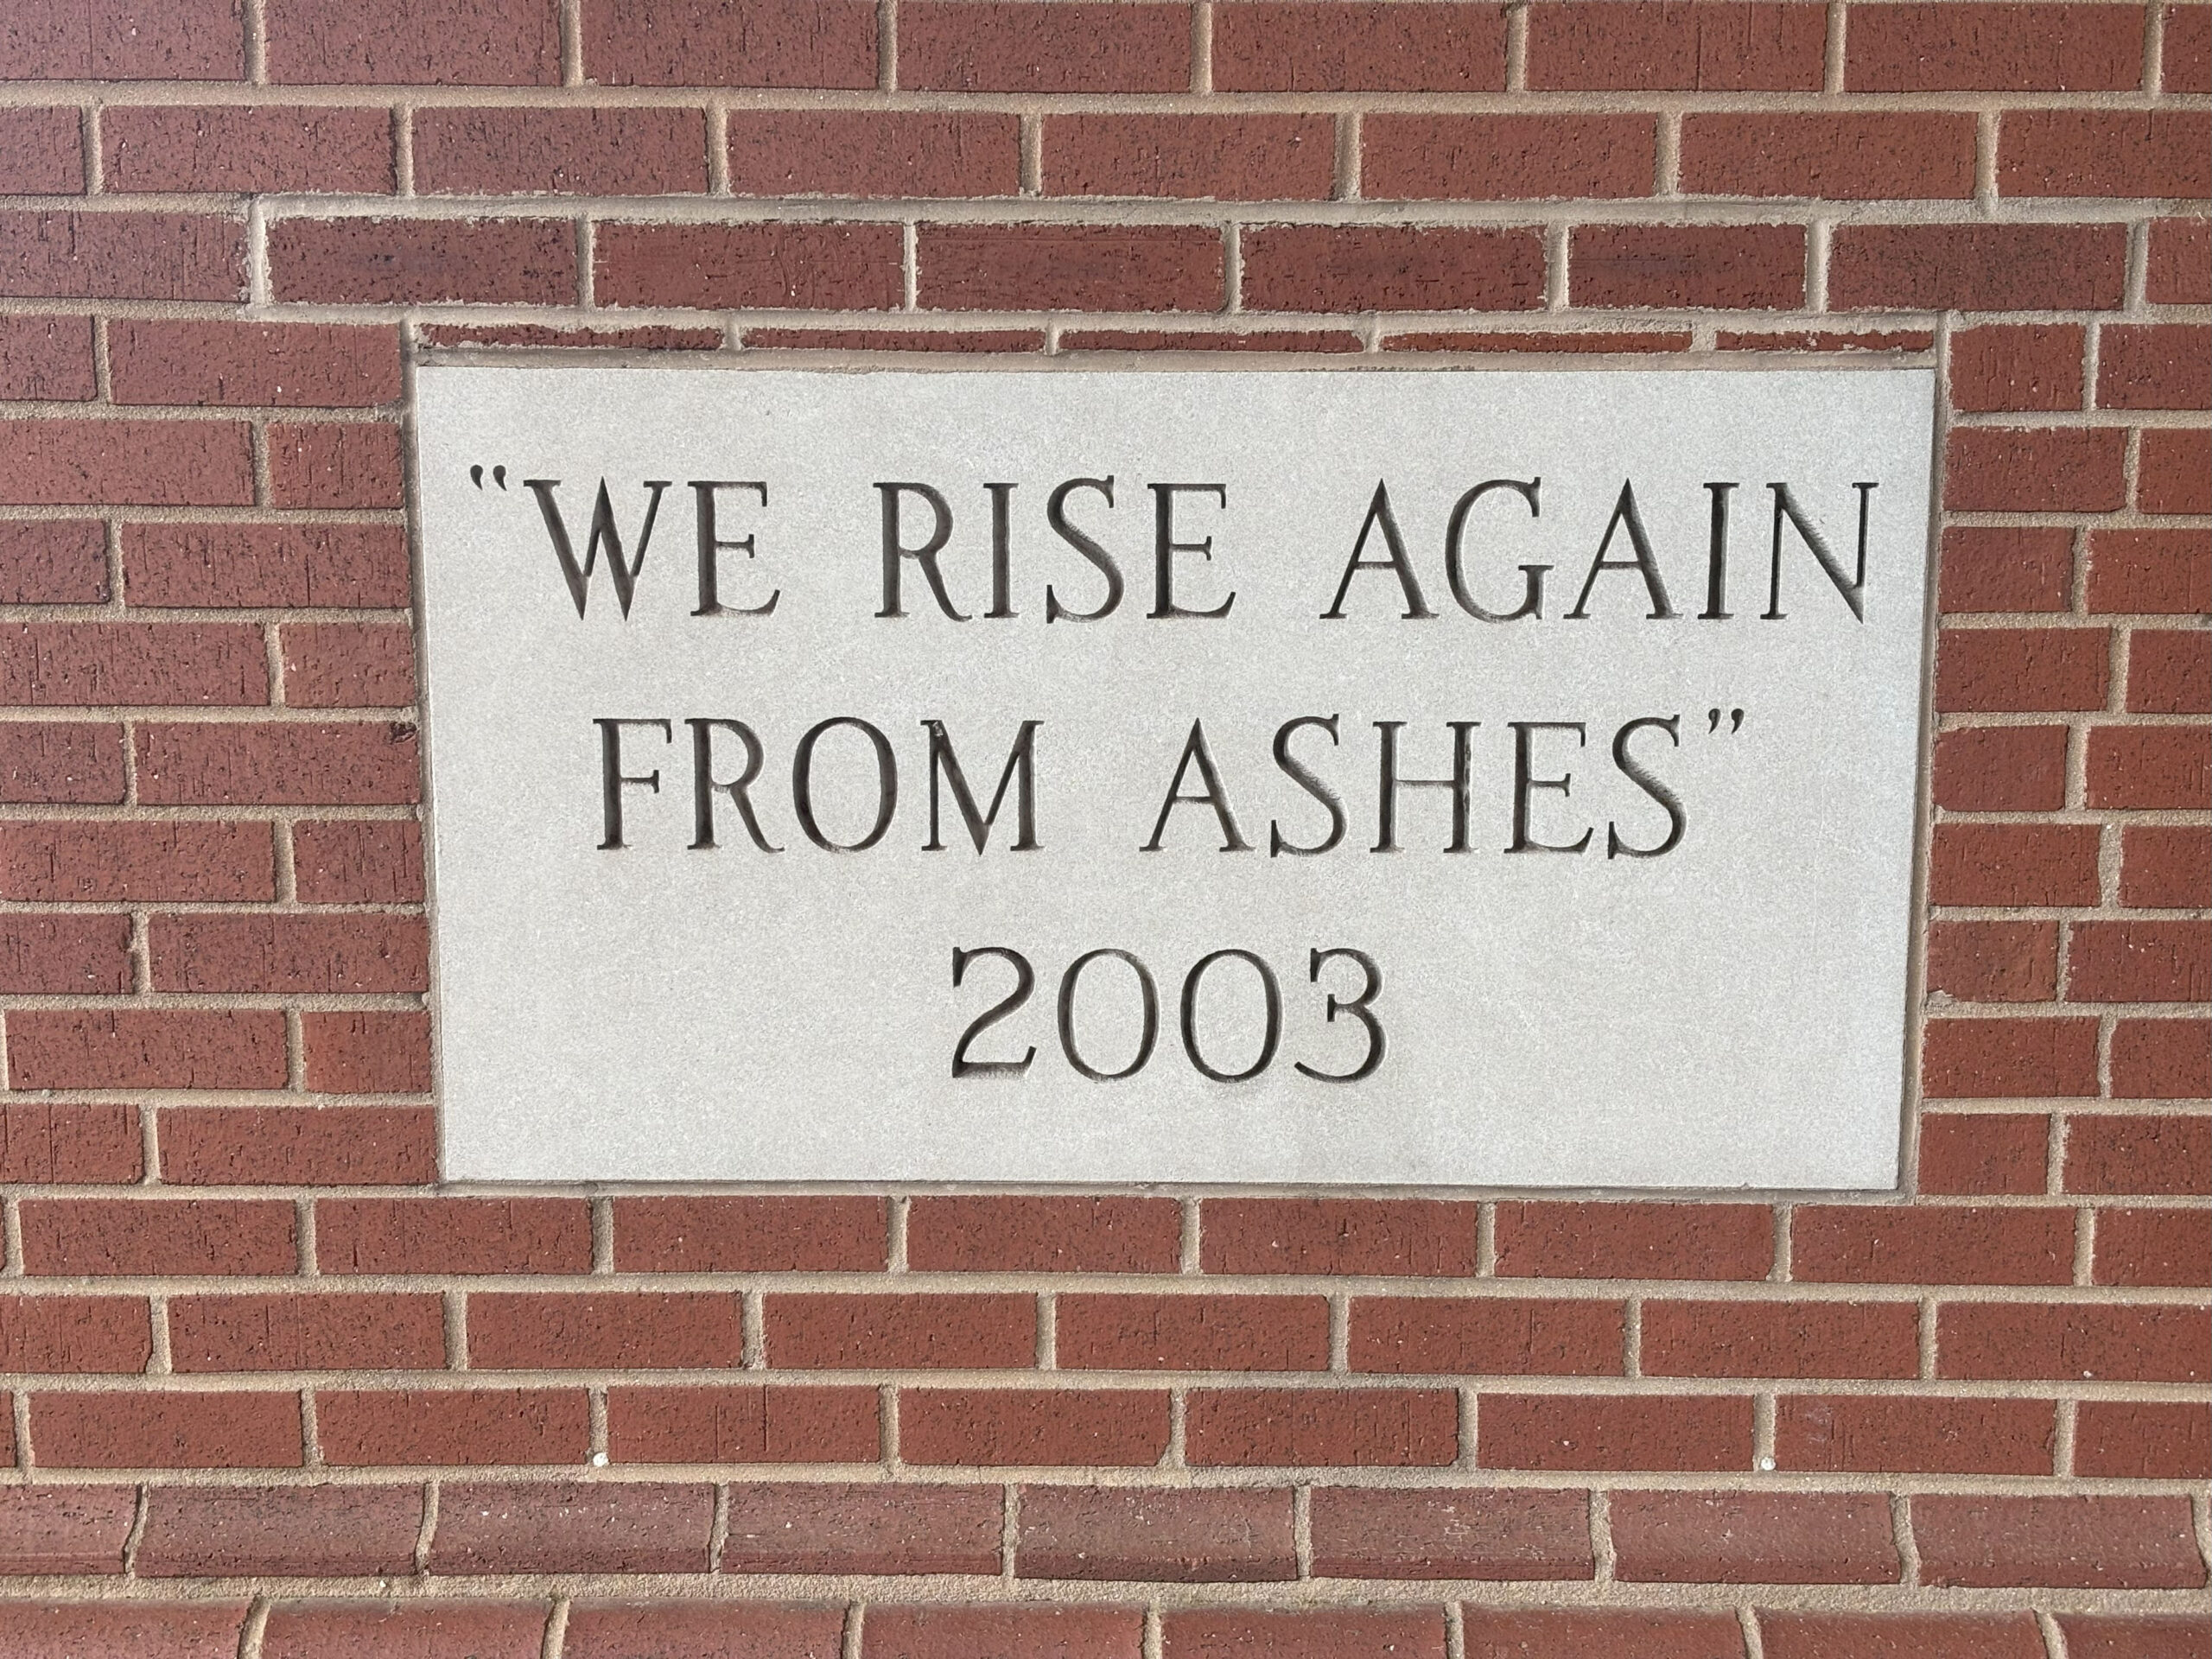 “WE RISE AGAIN
FROM ASHES”
2003